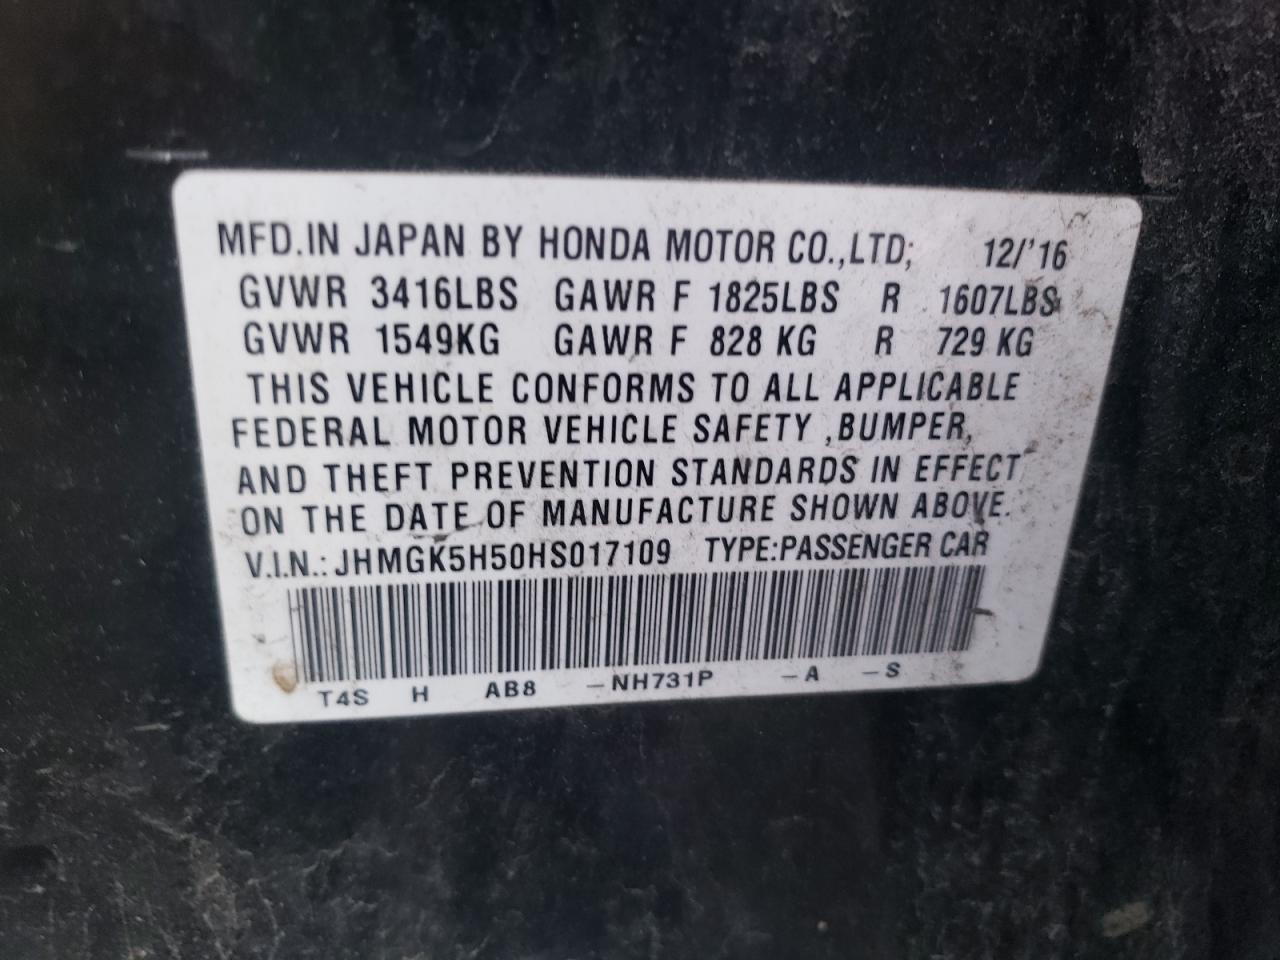 MFD.IN JAPAN BY HONDA MOTOR CO.,LTD; 12/'16
GVWR 3416LBS GAWR F 1825LBS R 1607LBS
GVWR 1549KG GAWR F 828 KG R 729 KG
THIS VEHICLE CONFORMS TO ALL APPLICABLE
FEDERAL MOTOR VEHICLE SAFETY ,BUMPER,
AND THEFT PREVENTION STANDARDS IN EFFECT
ON THE DATE OF MANUFACTURE SHOWN ABOVE.
V.I.N.: JHMGK5H50HS017109 TYPE:PASSENGER CAR
T4S H AB8 –NH731P –A –S